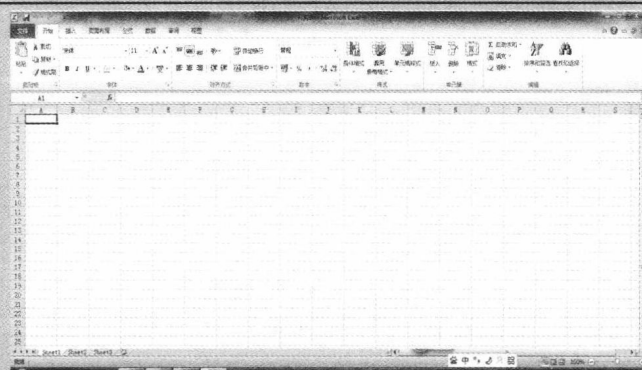 文件 开始 插入 页面布局 公式 数据 审阅 视图
剪切
宋体 11 A A 自动换行 常规 Σ 自动求和
粘贴 复制 填充
格式刷 B I U 合并后居中 条件格式 套用 单元格样式 插入 删除 格式 清除 排序和筛选 查找和选择
表格格式
剪贴板 字体 对齐方式 数字 样式 单元格 编辑
A1 fx
A B C D E F G H I J K L M N O P Q R S
1
2
3
4
5
6
7
8
9
10
11
12
13
14
15
16
17
18
19
20
21
22
23
24
25
Sheet1 Sheet2 Sheet3
就绪 中 100%